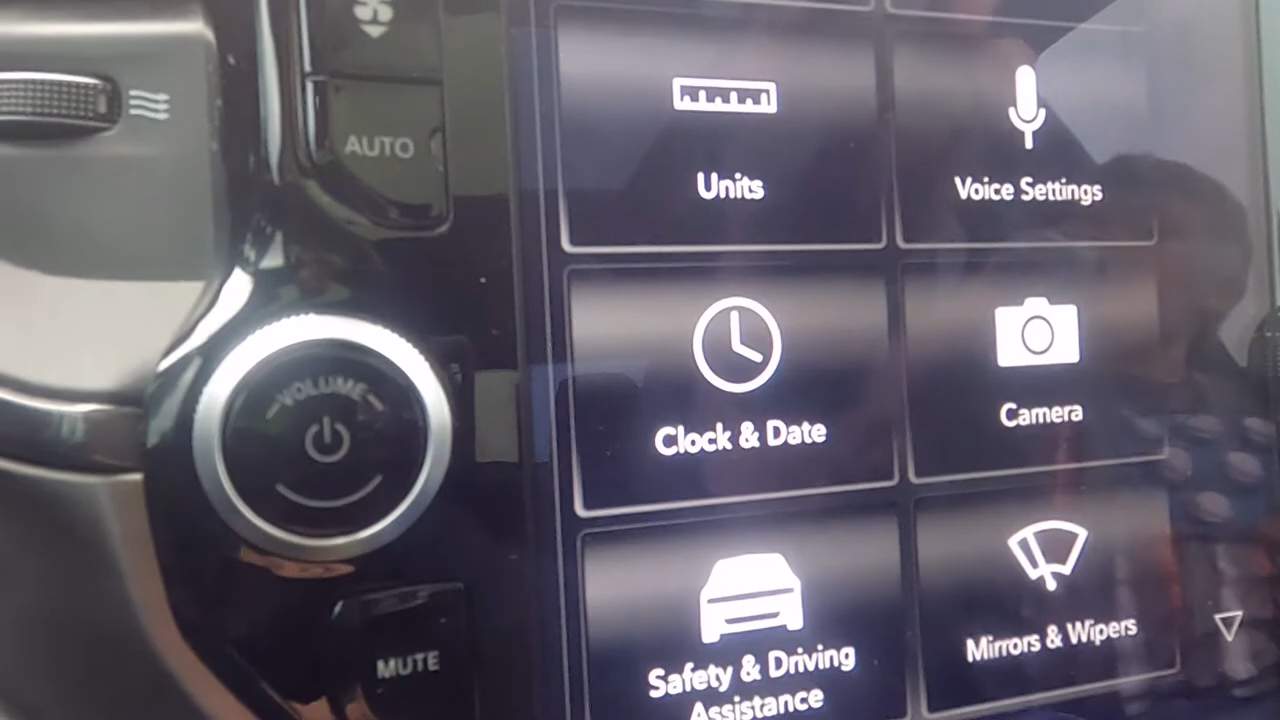 AUTO
VOLUME
MUTE
Units
Voice Settings
Clock & Date
Camera
Safety & Driving
Assistance
Mirrors & Wipers